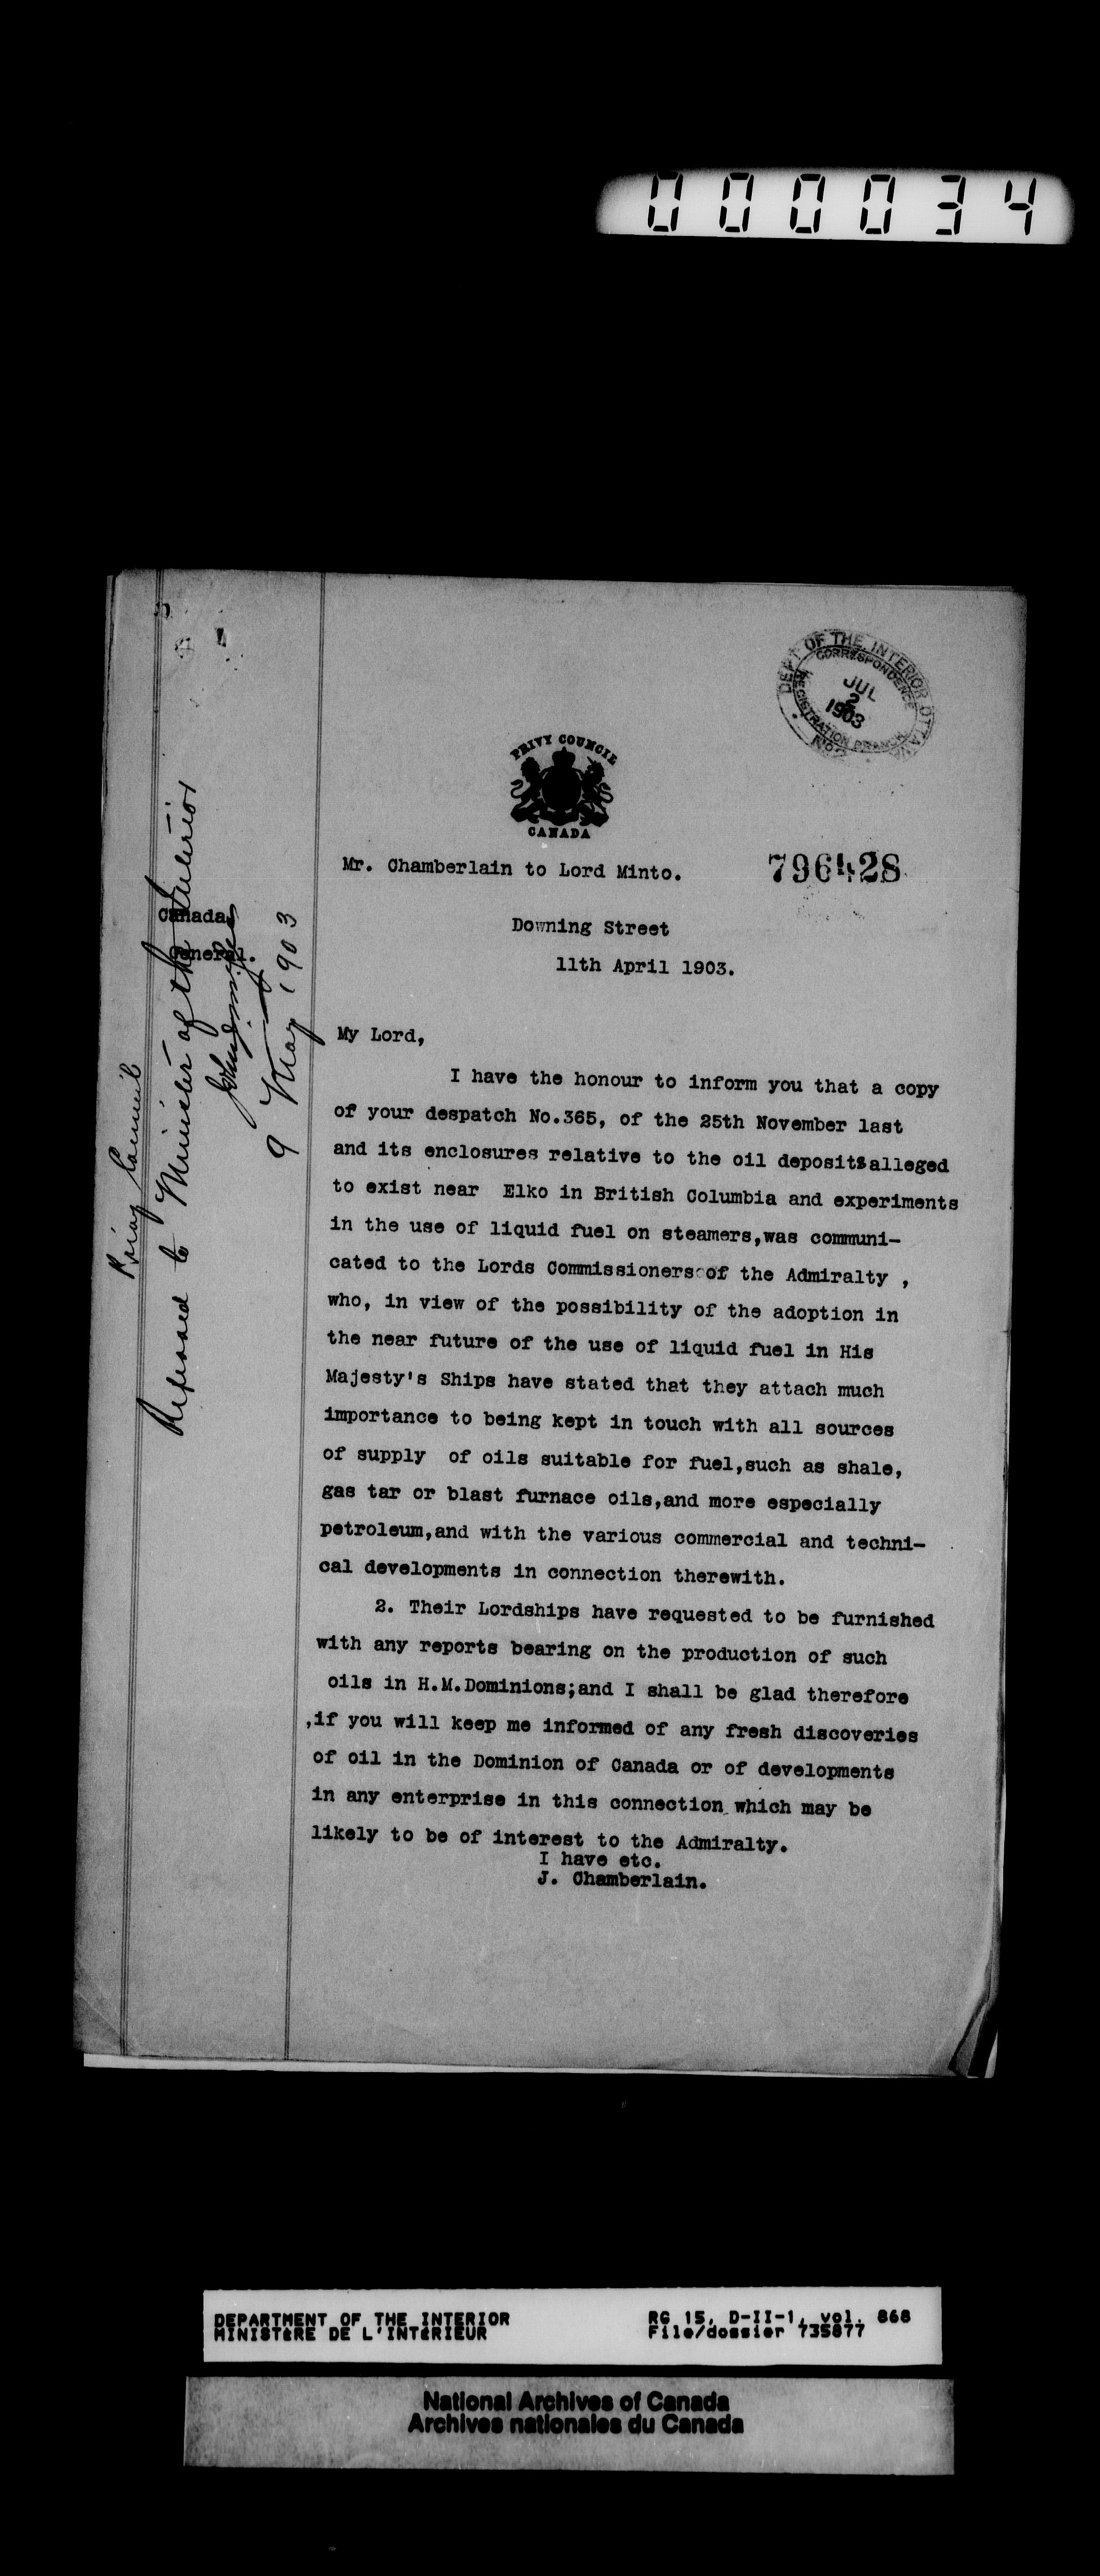 000034
DEPT OF THE INTERIOR OTTAWA
CORRESPONDENCE
JUL
2
1903
REGISTRATION BRANCH
No 2
PRIVY COUNCIL
CANADA
Mr. Chamberlain to Lord Minto.
796428
Canada
General.
Downing Street
11th April 1903.
Privy Council
Referred to Minister of the Interior
9 May 1903
My Lord,
I have the honour to inform you that a copy
of your despatch No.365, of the 25th November last
and its enclosures relative to the oil deposits alleged
to exist near Elko in British Columbia and experiments
in the use of liquid fuel on steamers,was communi-
cated to the Lords Commissioners of the Admiralty ,
who, in view of the possibility of the adoption in
the near future of the use of liquid fuel in His
Majesty's Ships have stated that they attach much
importance to being kept in touch with all sources
of supply of oils suitable for fuel,such as shale,
gas tar or blast furnace oils,and more especially
petroleum,and with the various commercial and techni-
cal developments in connection therewith.
2. Their Lordships have requested to be furnished
with any reports bearing on the production of such
oils in H.M.Dominions;and I shall be glad therefore
,if you will keep me informed of any fresh discoveries
of oil in the Dominion of Canada or of developments
in any enterprise in this connection which may be
likely to be of interest to the Admiralty.
I have etc.
J. Chamberlain.
DEPARTMENT OF THE INTERIOR
MINISTÈRE DE L'INTÉRIEUR
RG 15, D-II-1, vol. 868
File/dossier 735877
National Archives of Canada
Archives nationales du Canada